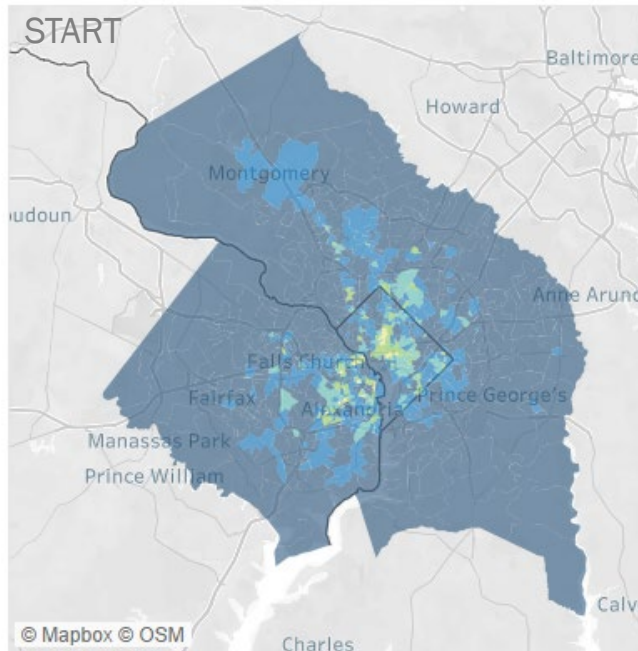 START
Baltimore
Howard
Montgomery
oudoun
Anne Arund
Falls Church
Fairfax
Prince George's
Alexandria
Manassas Park
Prince William
© Mapbox © OSM
Calv
Charles